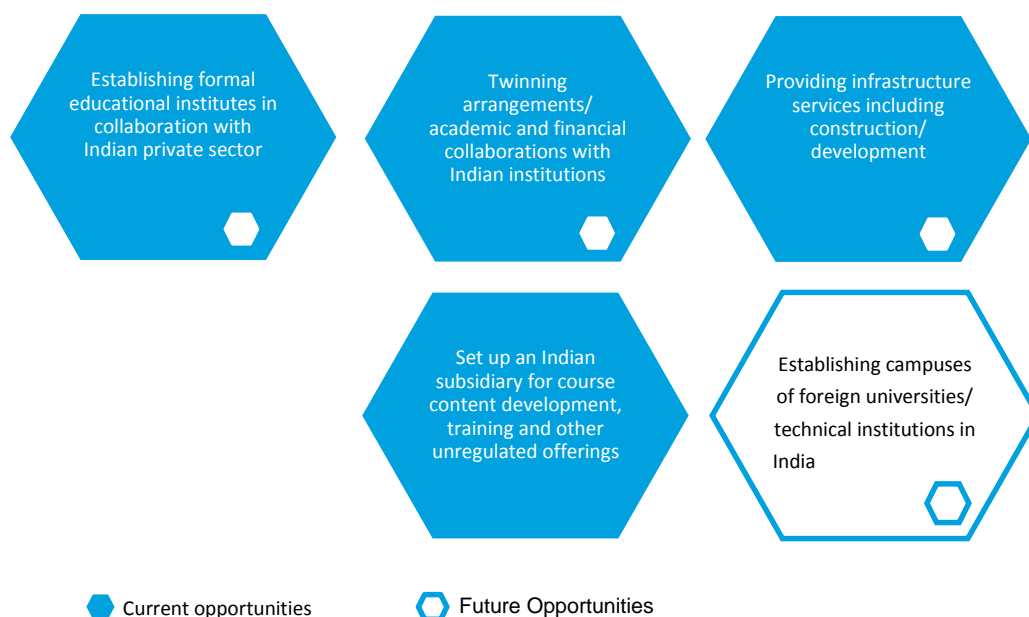 Establishing formal
educational institutes in
collaboration with
Indian private sector
Twinning
arrangements/
academic and financial
collaborations with
Indian institutions
Providing infrastructure
services including
construction/
development
Set up an Indian
subsidiary for course
content development,
training and other
unregulated offerings
Establishing campuses
of foreign universities/
technical institutions in
India
Current opportunities
Future Opportunities